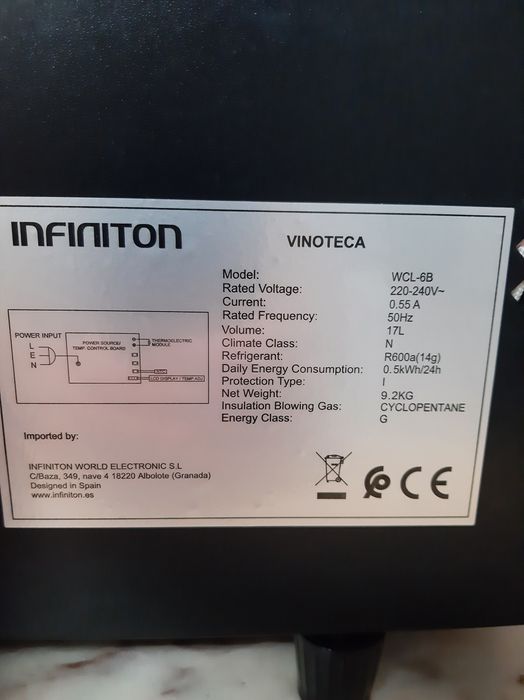 INFINITON
VINOTECA
Model: WCL-6B
Rated Voltage: 220-240V~
Current: 0.55 A
Rated Frequency: 50Hz
Volume: 17L
Climate Class: N
Refrigerant: R600a(14g)
Daily Energy Consumption: 0.5kWh/24h
Protection Type: I
Net Weight: 9.2KG
Insulation Blowing Gas: CYCLOPENTANE
Energy Class: G
POWER INPUT
L
E
N
POWER SOURCE/
TEMP. CONTROL BOARD
THERMOELECTRIC
MODULE
NTC
LCD DISPLAY / TEMP.ADJ
Imported by:
INFINITON WORLD ELECTRONIC S.L
C/Baza, 349, nave 4 18220 Albolote (Granada)
Designed in Spain
www.infiniton.es
CE